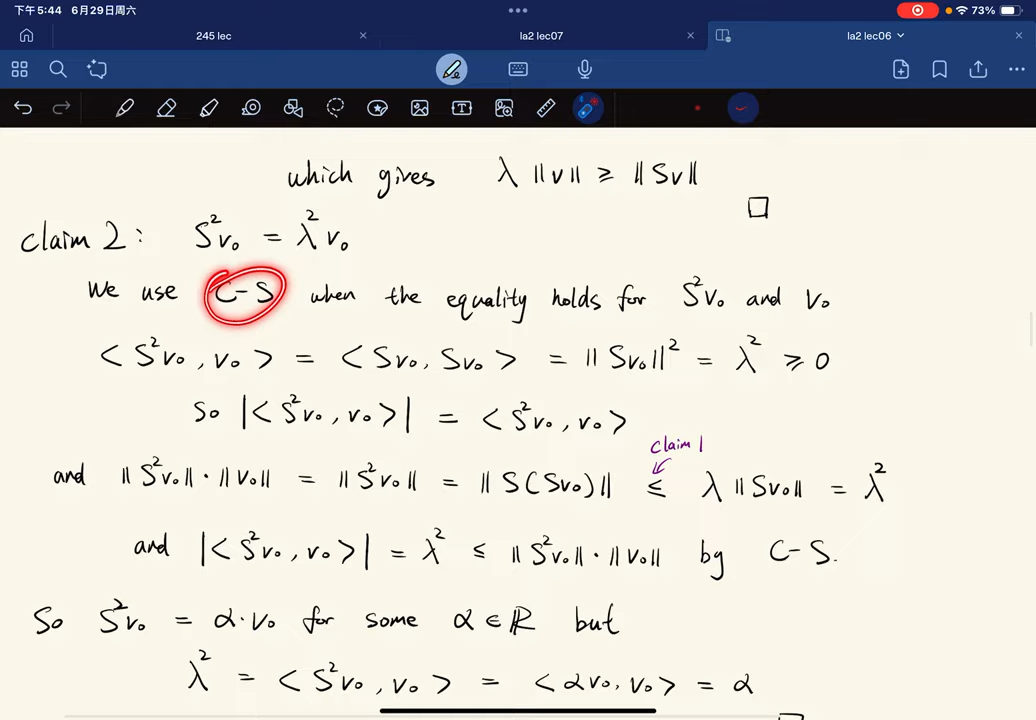 下午5:44 6月29日周六 73%
245 lec la2 lec07 la2 lec06
which gives λ ||v|| ≥ ||Sv||
claim 2: S²v₀ = λ²v₀
We use C-S when the equality holds for S²v₀ and v₀
<S²v₀, v₀> = <Sv₀, Sv₀> = ||Sv₀||² = λ² ≥ 0
So |<S²v₀, v₀>| = <S²v₀, v₀>
claim 1
and ||S²v₀||·||v₀|| = ||S²v₀|| = ||S(Sv₀)|| ≤ λ||Sv₀|| = λ²
and |<S²v₀, v₀>| = λ² ≤ ||S²v₀||·||v₀|| by C-S.
So S²v₀ = α·v₀ for some α∈ℝ but
λ² = <S²v₀, v₀> = <αv₀, v₀> = α